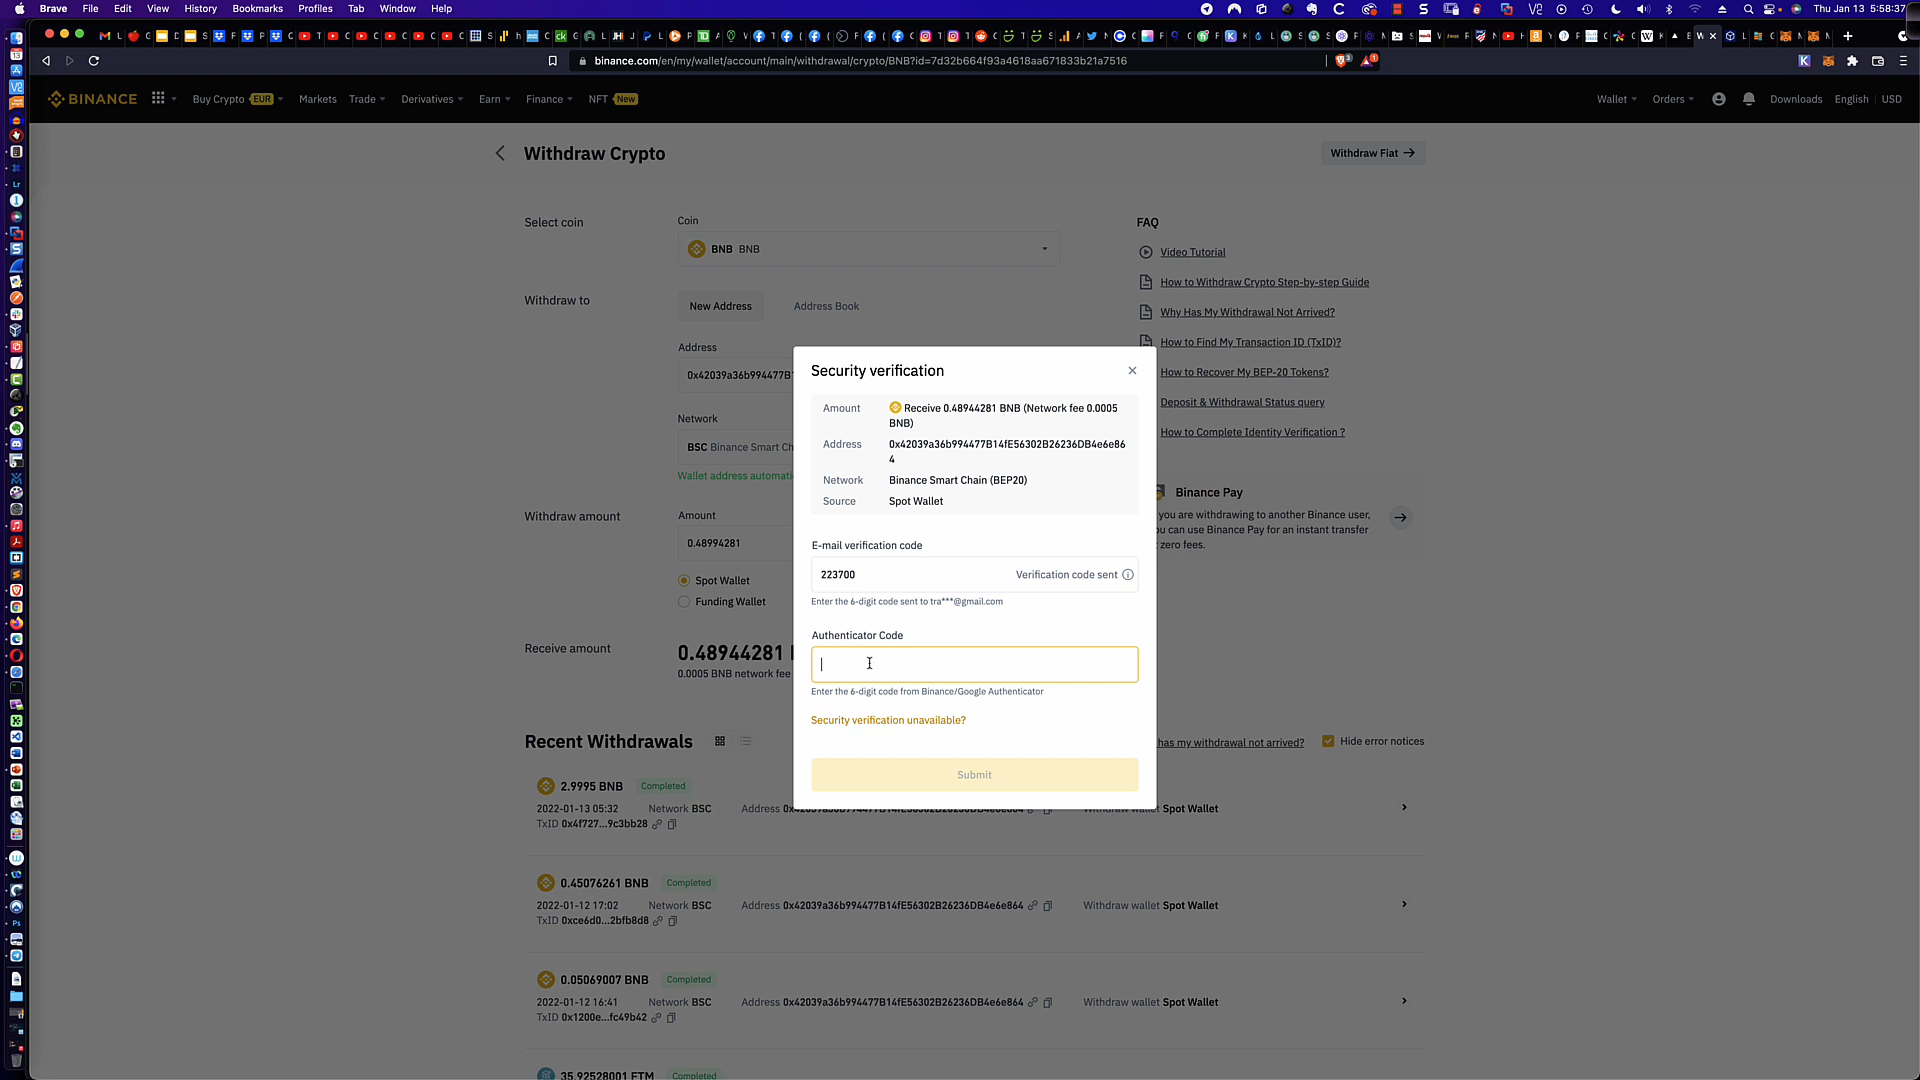 Brave File Edit View History Bookmarks Profiles Tab Window Help
Thu Jan 13 5:58:37
binance.com/en/my/wallet/account/main/withdrawal/crypto/BNB?id=7d32b664f93a4618aa671833b21a7516
BINANCE Buy Crypto EUR Markets Trade Derivatives Earn Finance NFT New
Wallet Orders Downloads English USD
Withdraw Crypto
Withdraw Fiat
Select coin
Coin
BNB BNB
Withdraw to
New Address Address Book
Address
0x42039a36b994477B1
Network
BSC Binance Smart Ch
Wallet address automati
Withdraw amount
Amount
0.48994281
Spot Wallet
Funding Wallet
Receive amount
0.48944281
0.0005 BNB network fee
FAQ
Video Tutorial
How to Withdraw Crypto Step-by-step Guide
Why Has My Withdrawal Not Arrived?
How to Find My Transaction ID (TxID)?
How to Recover My BEP-20 Tokens?
Deposit & Withdrawal Status query
How to Complete Identity Verification ?
Binance Pay
you are withdrawing to another Binance user,
u can use Binance Pay for an instant transfer
zero fees.
Security verification
Amount Receive 0.48944281 BNB (Network fee 0.0005
BNB)
Address 0x42039a36b994477B14fE56302B26236DB4e6e86
4
Network Binance Smart Chain (BEP20)
Source Spot Wallet
E-mail verification code
223700 Verification code sent
Enter the 6-digit code sent to tra***@gmail.com
Authenticator Code
Enter the 6-digit code from Binance/Google Authenticator
Security verification unavailable?
Submit
Recent Withdrawals
has my withdrawal not arrived? Hide error notices
2.9995 BNB Completed
2022-01-13 05:32 Network BSC Address 0x42039a36b994477B14fE56302B26236DB4e6e864 Withdraw wallet Spot Wallet
TxID 0x4f727...9c3bb28
0.45076261 BNB Completed
2022-01-12 17:02 Network BSC Address 0x42039a36b994477B14fE56302B26236DB4e6e864 Withdraw wallet Spot Wallet
TxID 0xce6d0...2bfb8d8
0.05069007 BNB Completed
2022-01-12 16:41 Network BSC Address 0x42039a36b994477B14fE56302B26236DB4e6e864 Withdraw wallet Spot Wallet
TxID 0x1200e...fc49b42
35.92528001 FTM Completed